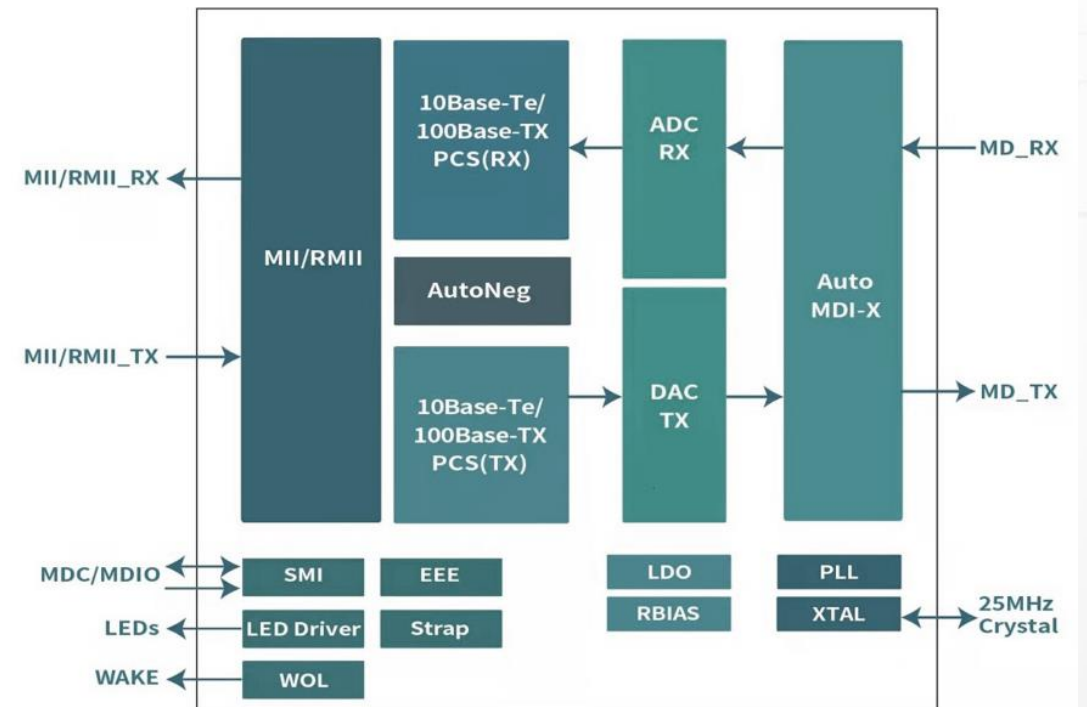 10Base-Te/
100Base-TX
PCS(RX)
ADC
RX
MD_RX
MII/RMII_RX
MII/RMII
AutoNeg
Auto
MDI-X
MII/RMII_TX
10Base-Te/
100Base-TX
PCS(TX)
DAC
TX
MD_TX
MDC/MDIO
SMI
EEE
LDO
PLL
LEDs
LED Driver
Strap
RBIAS
XTAL
25MHz
Crystal
WAKE
WOL